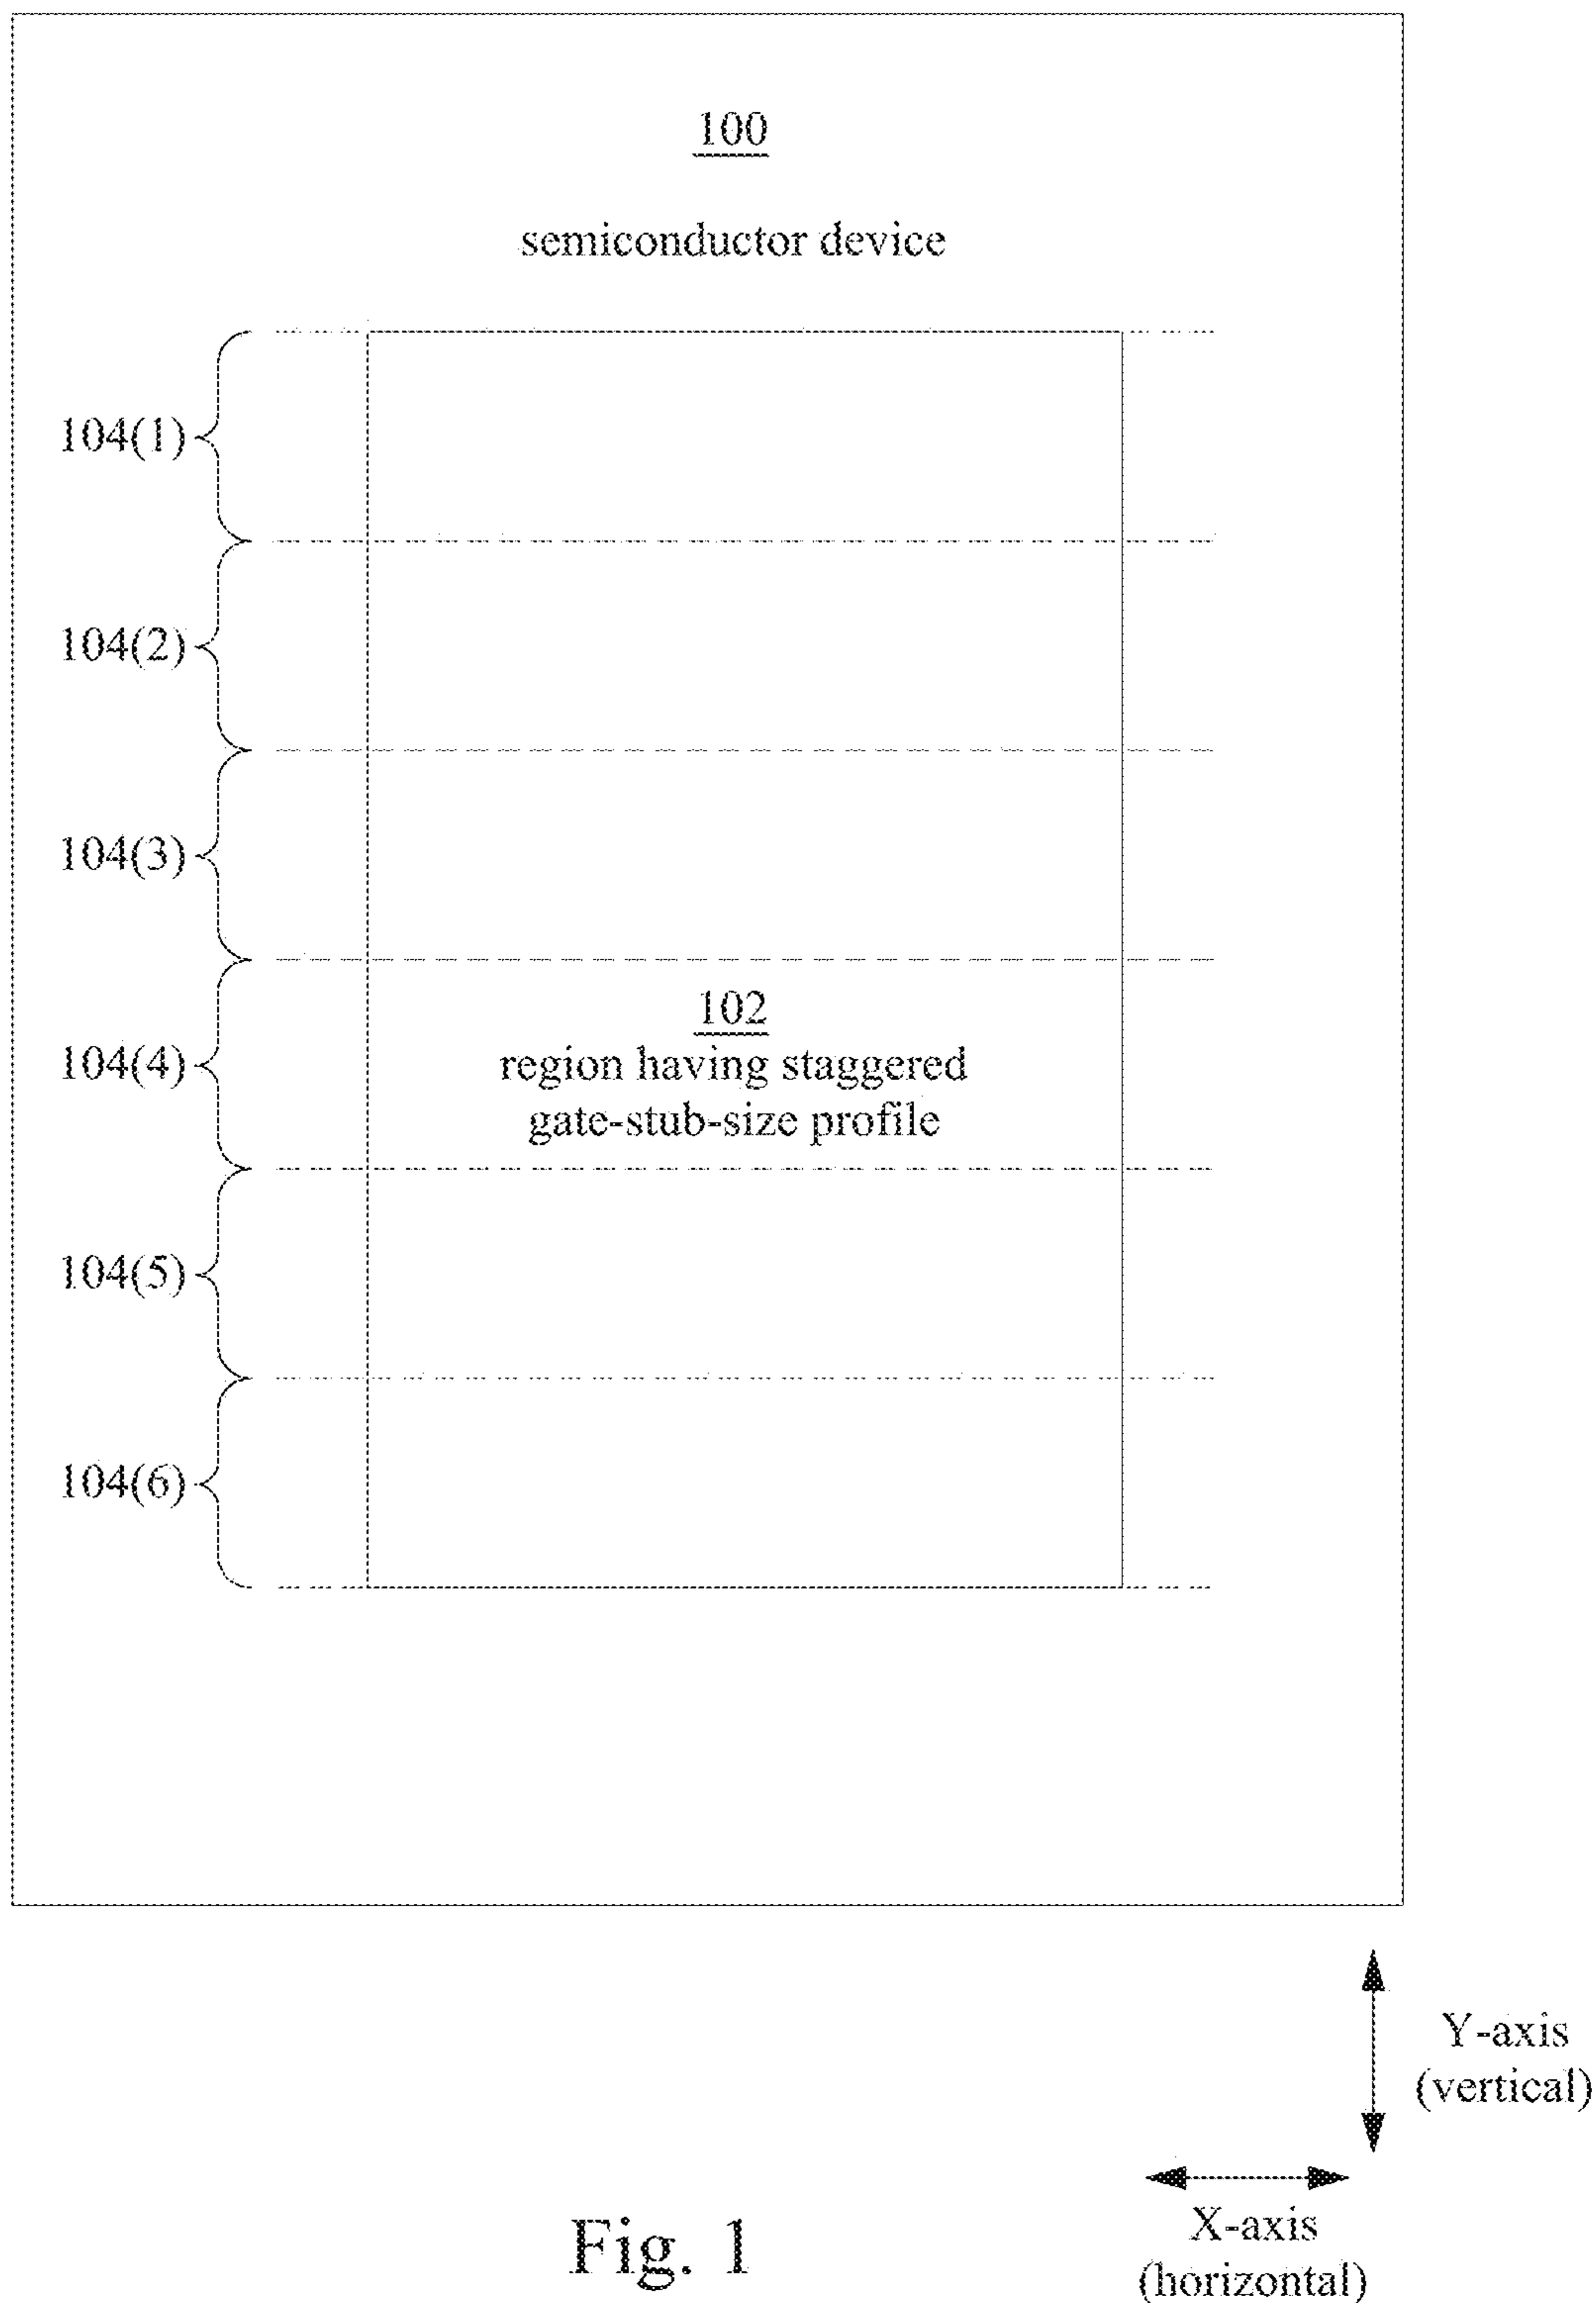 100
semiconductor device
104(1)
104(2)
104(3)
102
region having staggered
104(4)
gate-stub-size profile
104(5)
104(6)
Y-axis
(vertical)
X-axis
(horizontal)
Fig. 1